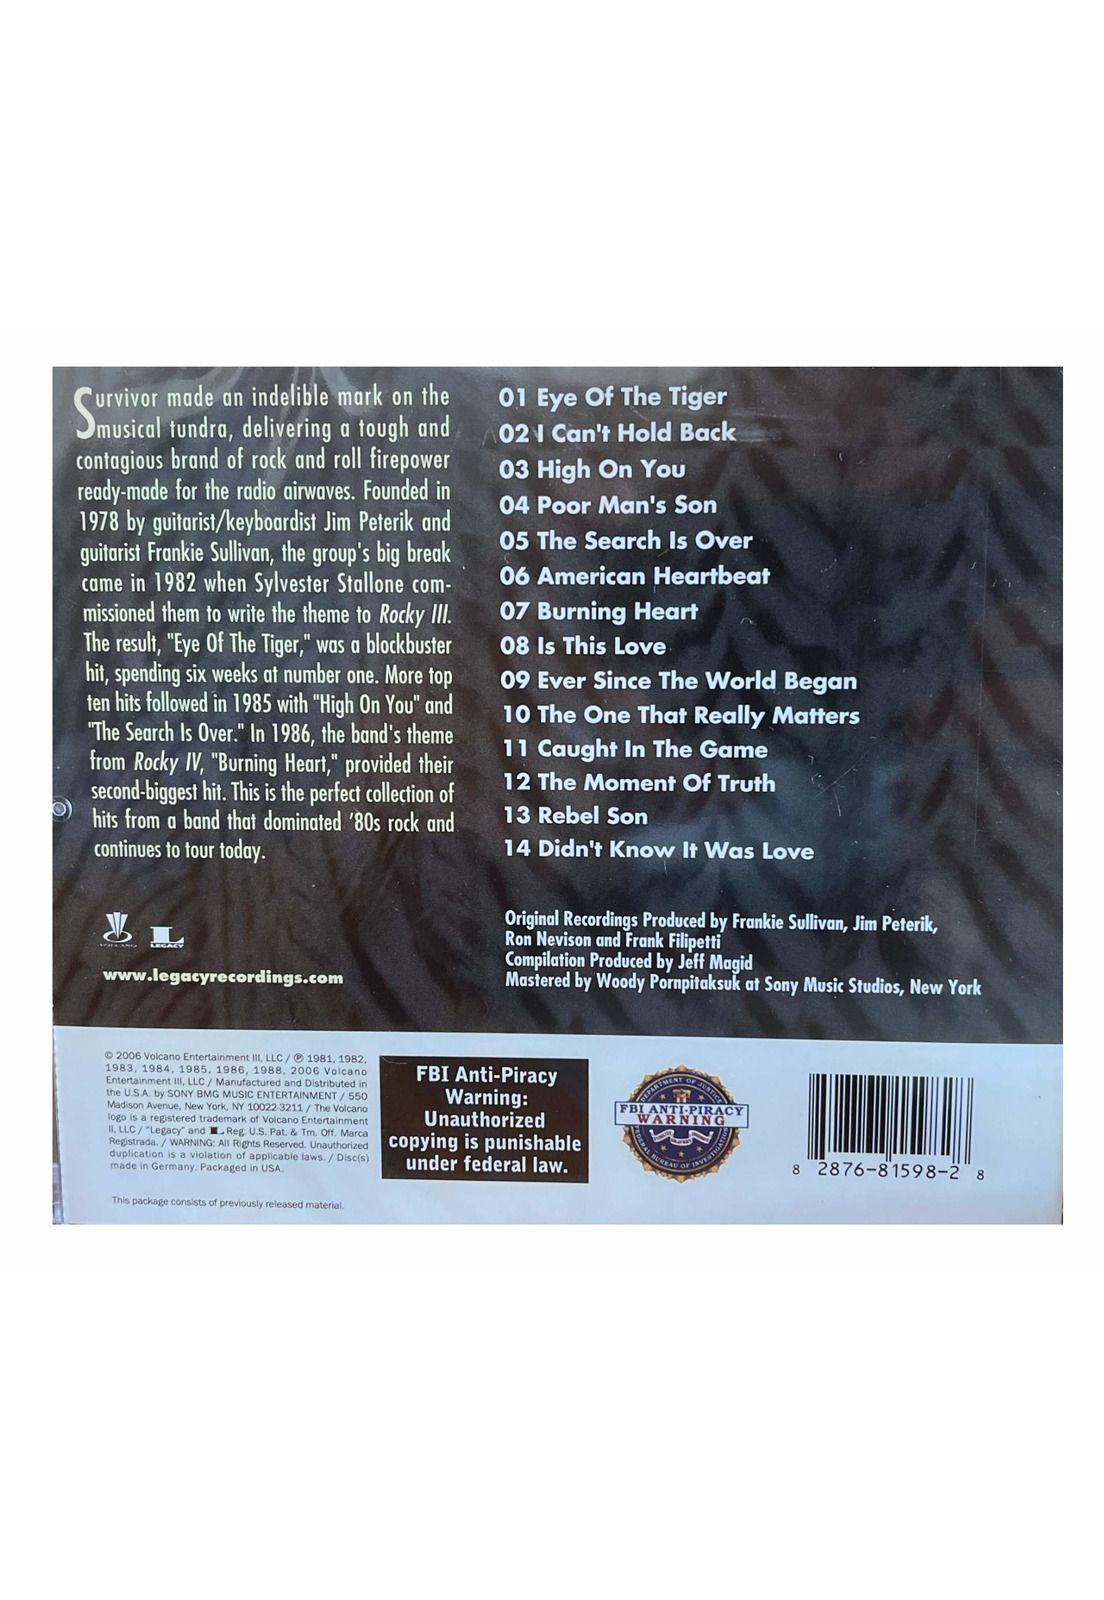 Survivor made an indelible mark on the
musical tundra, delivering a tough and
contagious brand of rock and roll firepower
ready-made for the radio airwaves. Founded in
1978 by guitarist/keyboardist Jim Peterik and
guitarist Frankie Sullivan, the group's big break
came in 1982 when Sylvester Stallone com-
missioned them to write the theme to Rocky III.
The result, "Eye Of The Tiger," was a blockbuster
hit, spending six weeks at number one. More top
ten hits followed in 1985 with "High On You" and
"The Search Is Over." In 1986, the band's theme
from Rocky IV, "Burning Heart," provided their
second-biggest hit. This is the perfect collection of
hits from a band that dominated '80s rock and
continues to tour today.
VOLCANO
LEGACY
www.legacyrecordings.com
01 Eye Of The Tiger
02 I Can't Hold Back
03 High On You
04 Poor Man's Son
05 The Search Is Over
06 American Heartbeat
07 Burning Heart
08 Is This Love
09 Ever Since The World Began
10 The One That Really Matters
11 Caught In The Game
12 The Moment Of Truth
13 Rebel Son
14 Didn't Know It Was Love
Original Recordings Produced by Frankie Sullivan, Jim Peterik,
Ron Nevison and Frank Filipetti
Compilation Produced by Jeff Magid
Mastered by Woody Pornpitaksuk at Sony Music Studios, New York
© 2006 Volcano Entertainment III, LLC / ℗ 1981, 1982,
1983, 1984, 1985, 1986, 1988, 2006 Volcano
Entertainment III, LLC / Manufactured and Distributed in
the U.S.A. by SONY BMG MUSIC ENTERTAINMENT / 550
Madison Avenue, New York, NY 10022-3211 / The Volcano
logo is a registered trademark of Volcano Entertainment
II, LLC / "Legacy" and L Reg. U.S. Pat. & Tm. Off. Marca
Registrada. / WARNING: All Rights Reserved. Unauthorized
duplication is a violation of applicable laws. / Disc(s)
made in Germany. Packaged in USA.
This package consists of previously released material.
FBI Anti-Piracy
Warning:
Unauthorized
copying is punishable
under federal law.
DEPARTMENT OF JUSTICE
FBI ANTI-PIRACY
WARNING
FEDERAL BUREAU OF INVESTIGATION
8 2876-81598-2 8